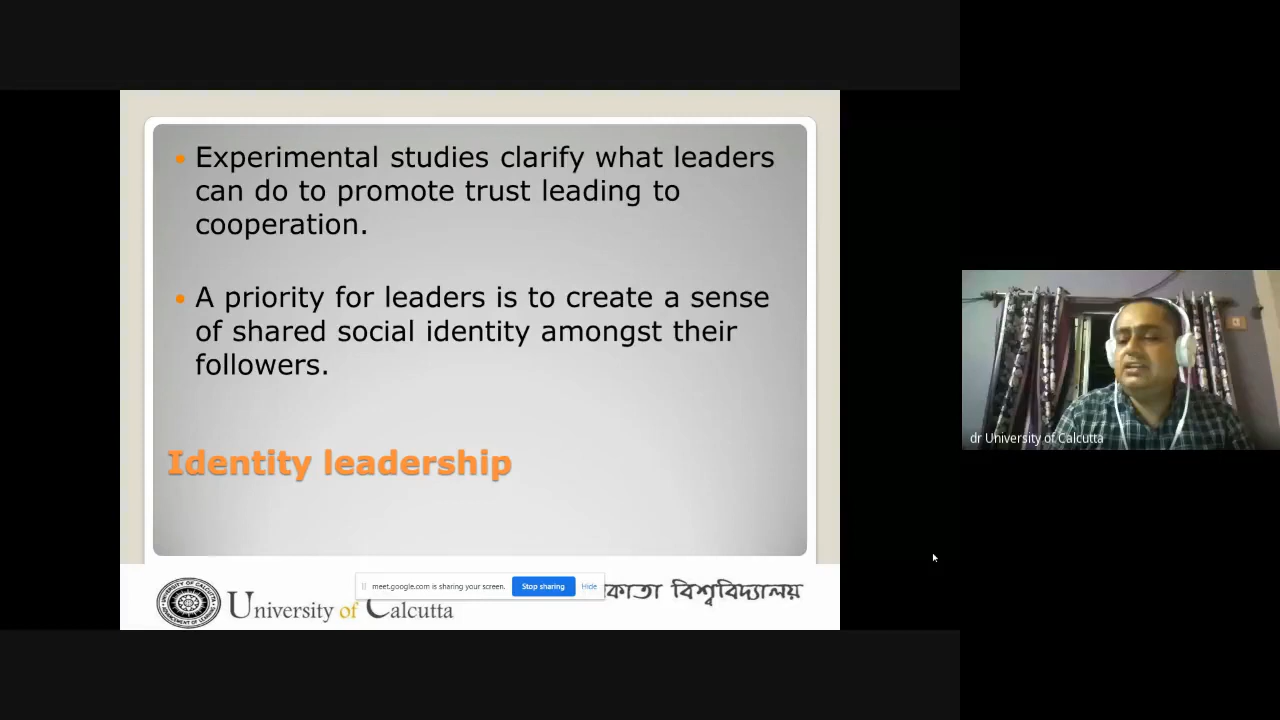 Experimental studies clarify what leaders
can do to promote trust leading to
cooperation.
A priority for leaders is to create a sense
of shared social identity amongst their
followers.
Identity leadership
meet.google.com is sharing your screen.
Stop sharing
Hide
University of Calcutta
কাতা বিশ্ববিদ্যালয়
dr University of Calcutta